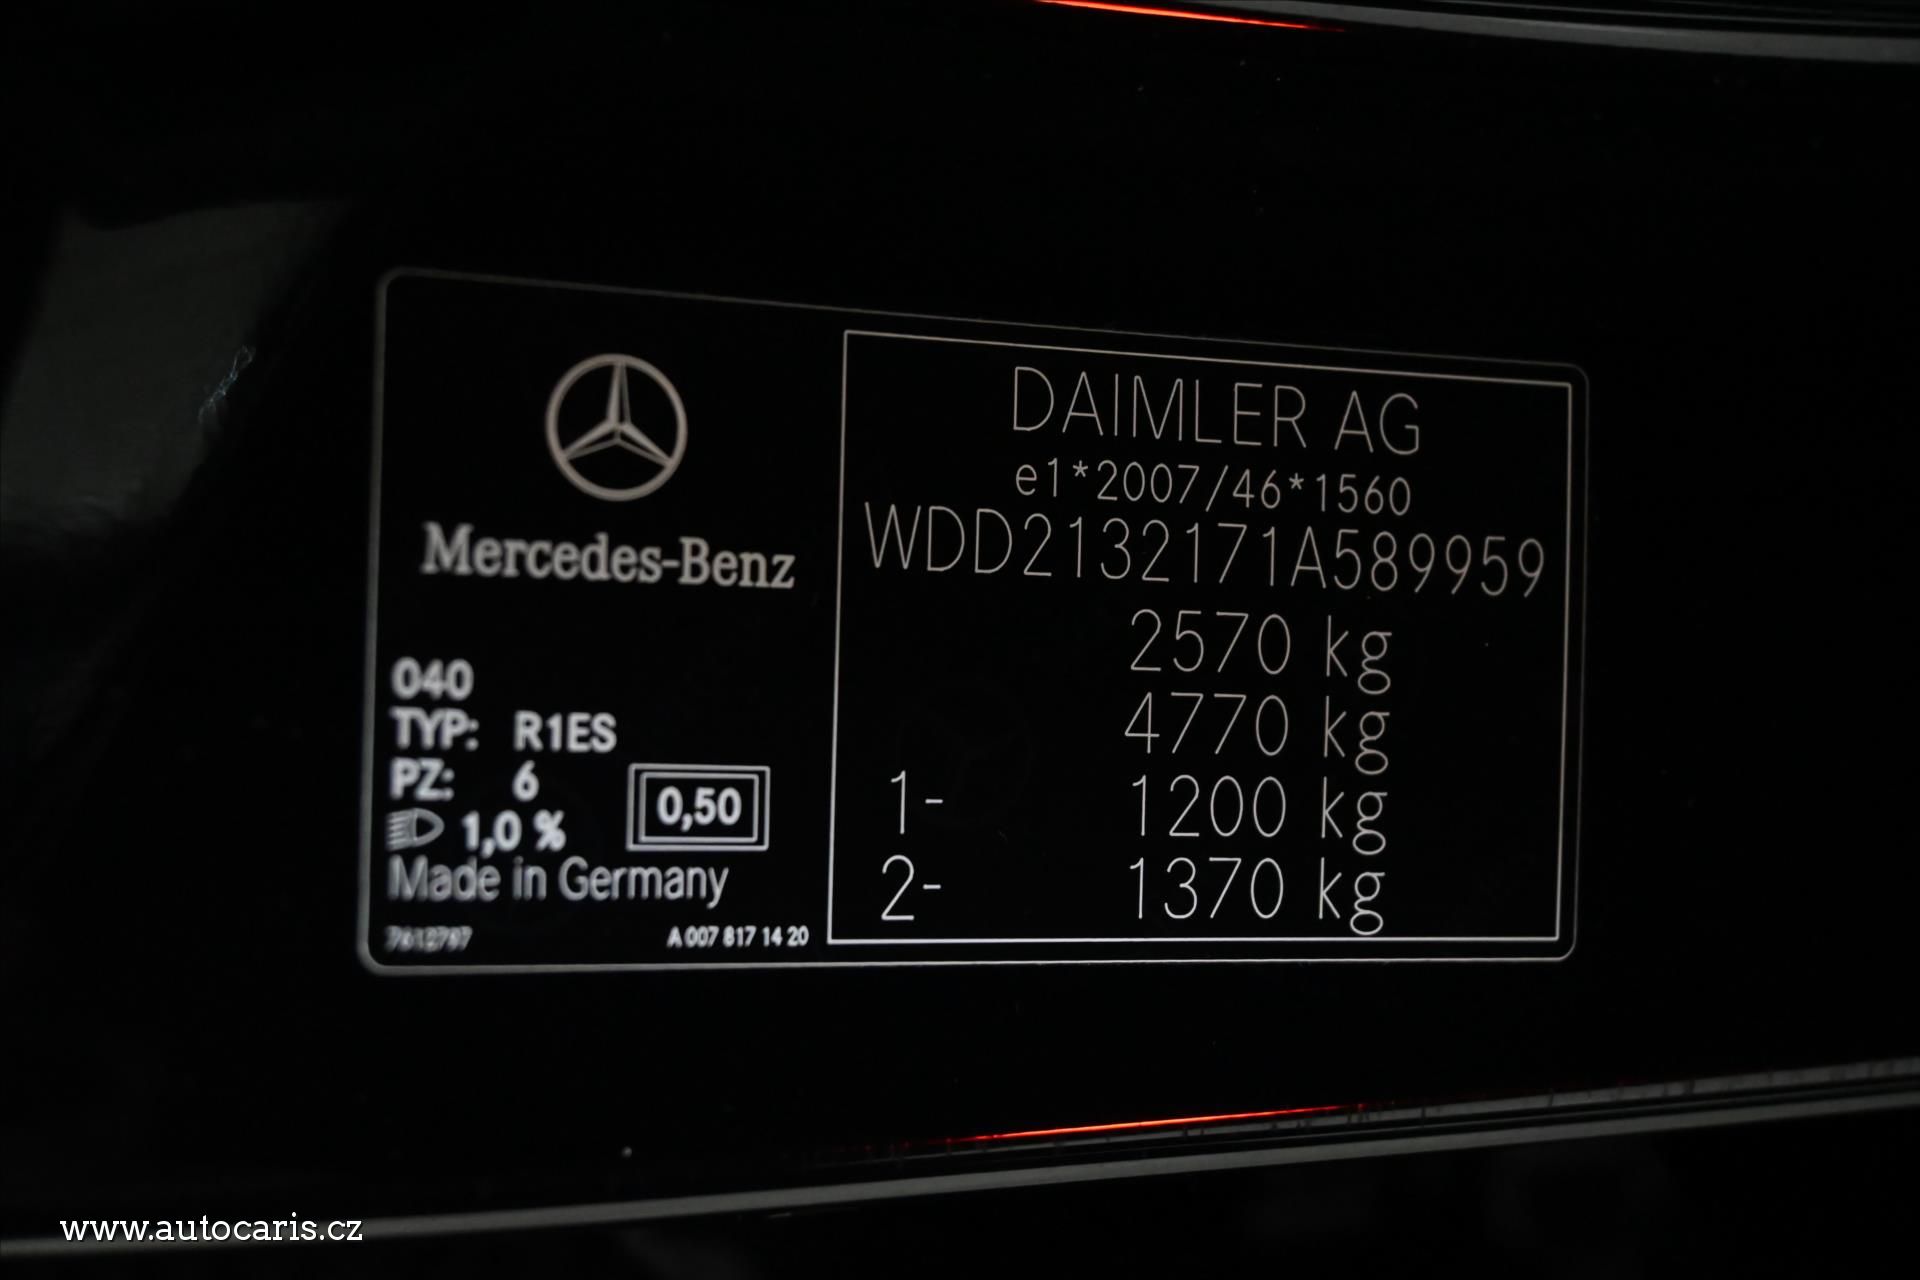 Mercedes-Benz
040
TYP: R1ES
PZ: 6
1,0 %
0,50
Made in Germany
A 007 817 14 20
DAIMLER AG
e1*2007/46*1560
WDD2132171A589959
2570 kg
4770 kg
1- 1200 kg
2- 1370 kg
www.autocaris.cz